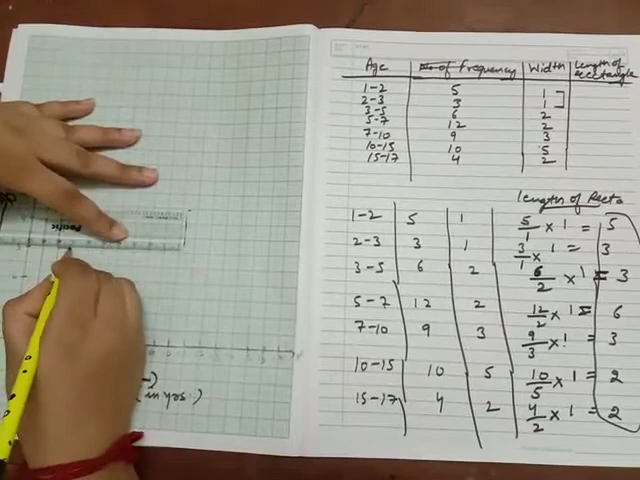 Age frequency Width Length of
Rectangle
1-2 5 1
2-3 3 1
3-5 6 2
5-7 12 2
7-10 9 3
10-15 10 5
15-17 4 2
length of Recta
1-2 5 1 5/1 x 1 = 5
2-3 3 1 3/1 x 1 = 3
3-5 6 2 6/2 x 1 = 3
5-7 12 2 12/2 x 1 = 6
7-10 9 3 9/3 x 1 = 3
10-15 10 5 10/5 x 1 = 2
15-17 4 2 4/2 x 1 = 2
Pacific
(in yrs.)